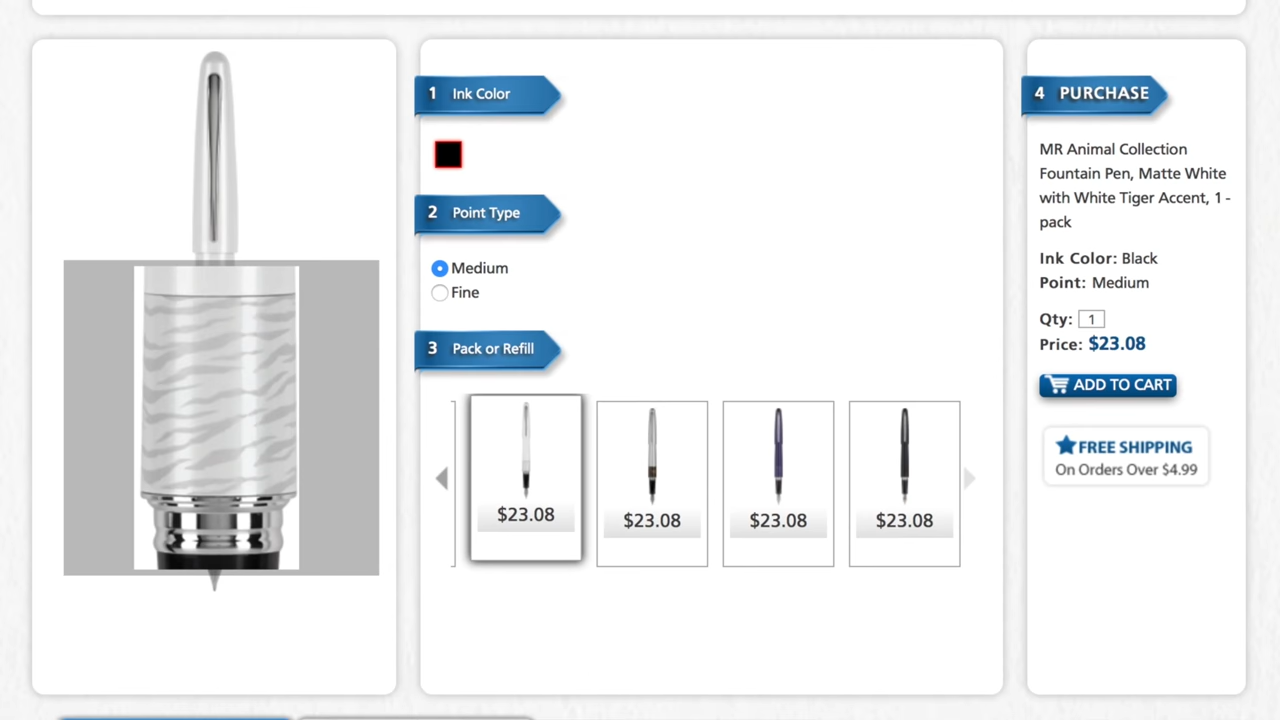 1 Ink Color
2 Point Type
Medium
Fine
3 Pack or Refill
$23.08
$23.08
$23.08
$23.08
4 PURCHASE
MR Animal Collection
Fountain Pen, Matte White
with White Tiger Accent, 1 -
pack
Ink Color: Black
Point: Medium
Qty: 1
Price: $23.08
ADD TO CART
FREE SHIPPING
On Orders Over $4.99